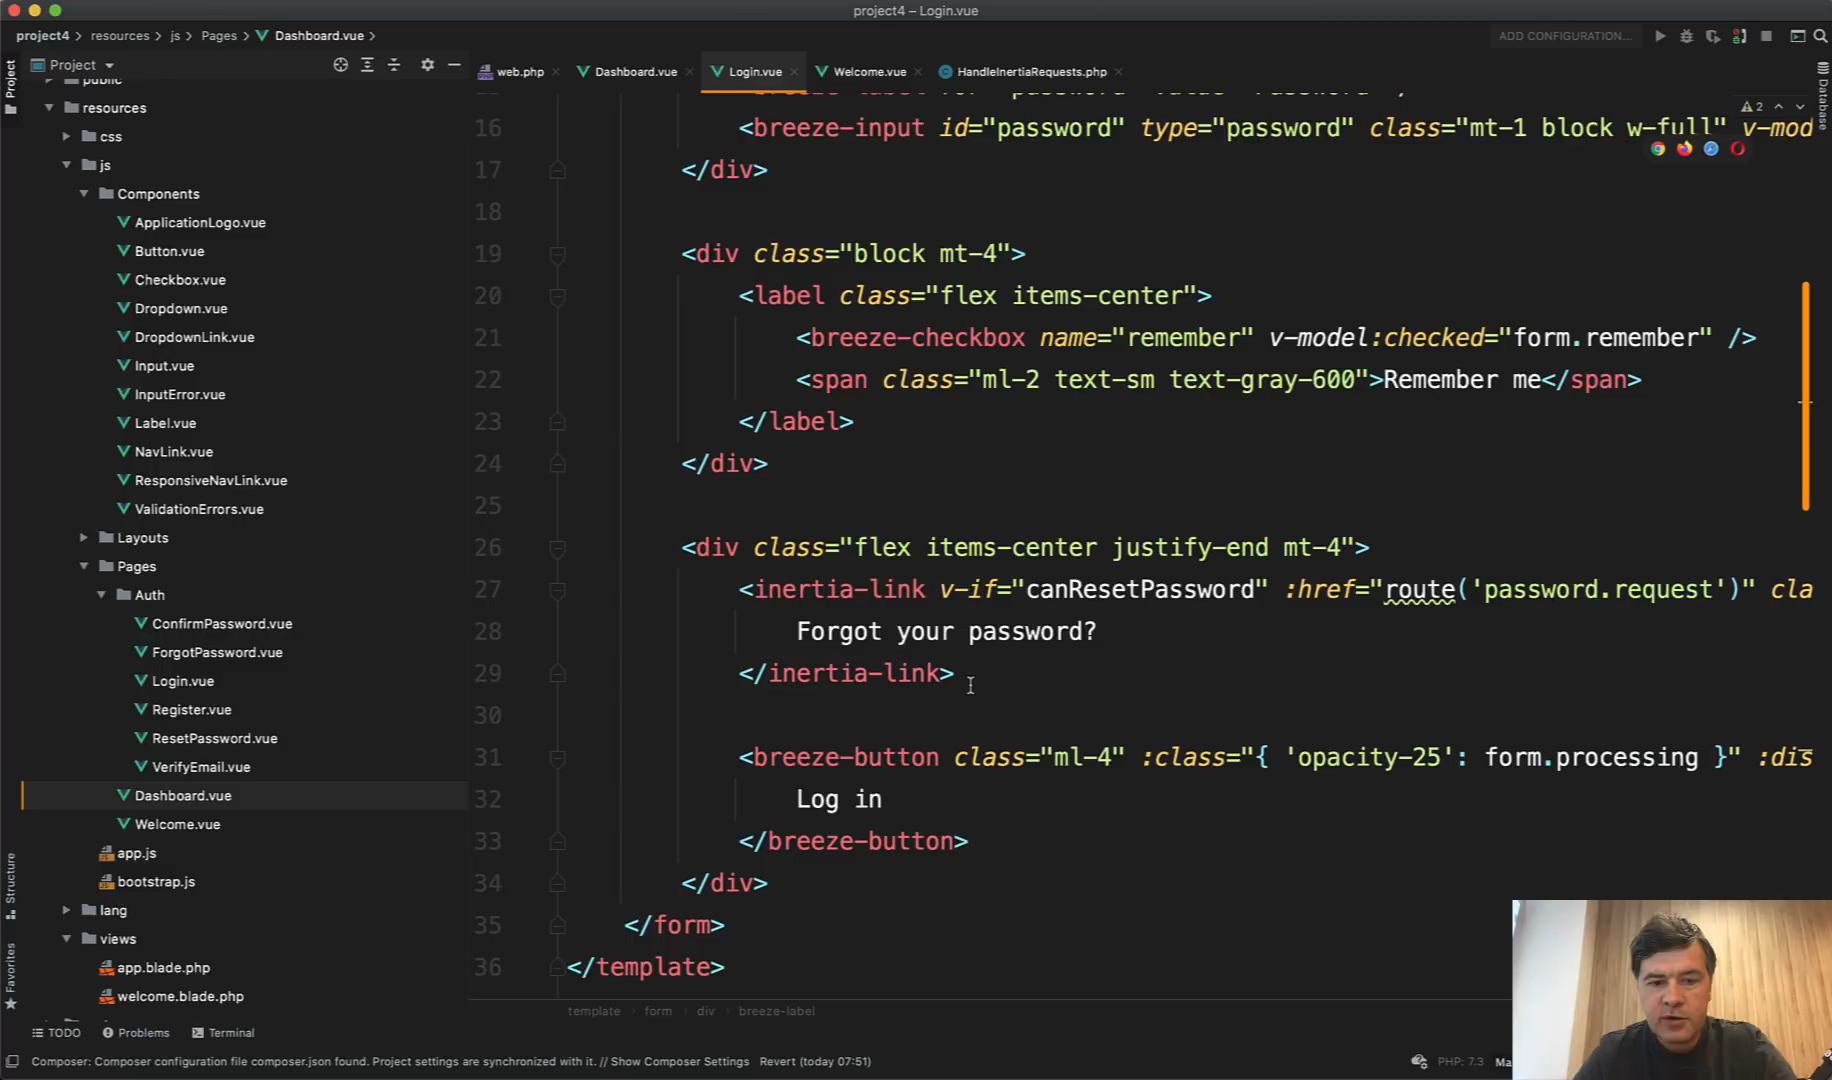 project4 – Login.vue
project4 > resources > js > Pages > Dashboard.vue >
ADD CONFIGURATION...
Project
web.php
Dashboard.vue
Login.vue
Welcome.vue
HandleInertiaRequests.php
Project
public
resources
css
js
Components
ApplicationLogo.vue
Button.vue
Checkbox.vue
Dropdown.vue
DropdownLink.vue
Input.vue
InputError.vue
Label.vue
NavLink.vue
ResponsiveNavLink.vue
ValidationErrors.vue
Layouts
Pages
Auth
ConfirmPassword.vue
ForgotPassword.vue
Login.vue
Register.vue
ResetPassword.vue
VerifyEmail.vue
Dashboard.vue
Welcome.vue
app.js
bootstrap.js
lang
views
app.blade.php
welcome.blade.php
Structure
Favorites
Database
2
16 <breeze-input id="password" type="password" class="mt-1 block w-full" v-mod
17 </div>
18
19 <div class="block mt-4">
20 <label class="flex items-center">
21 <breeze-checkbox name="remember" v-model:checked="form.remember" />
22 <span class="ml-2 text-sm text-gray-600">Remember me</span>
23 </label>
24 </div>
25
26 <div class="flex items-center justify-end mt-4">
27 <inertia-link v-if="canResetPassword" :href="route('password.request')" cla
28 Forgot your password?
29 </inertia-link>
30
31 <breeze-button class="ml-4" :class="{ 'opacity-25': form.processing }" :dis
32 Log in
33 </breeze-button>
34 </div>
35 </form>
36 </template>
template > form > div > breeze-label
TODO
Problems
Terminal
Composer: Composer configuration file composer.json found. Project settings are synchronized with it. // Show Composer Settings Revert (today 07:51)
PHP: 7.3